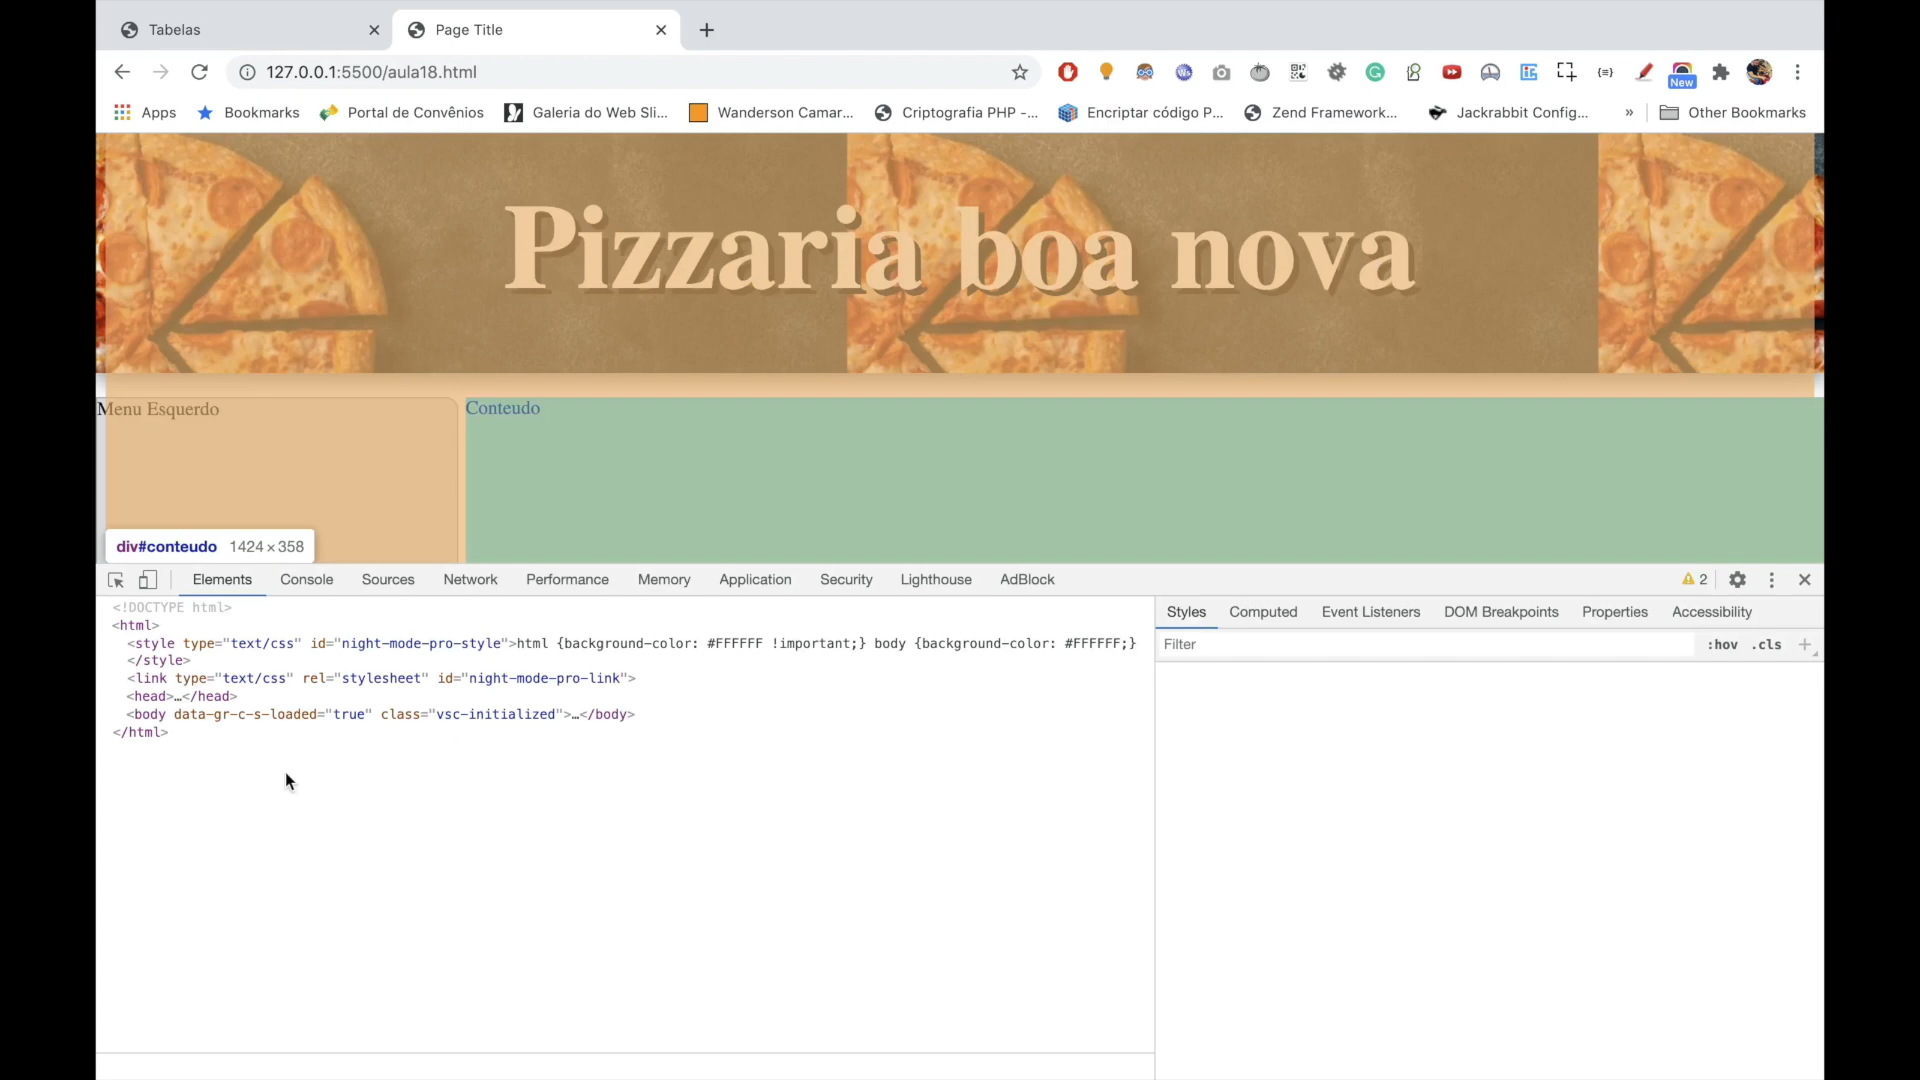 Tabelas
Page Title
127.0.0.1:5500/aula18.html
New
Apps
Bookmarks
Portal de Convênios
Galeria do Web Sli...
Wanderson Camar...
Criptografia PHP -...
Encriptar código P...
Zend Framework...
Jackrabbit Config...
»
Other Bookmarks
Pizzaria boa nova
Menu Esquerdo
Conteudo
div#conteudo 1424 × 358
Elements
Console
Sources
Network
Performance
Memory
Application
Security
Lighthouse
AdBlock
2
<!DOCTYPE html>
<html>
<style type="text/css" id="night-mode-pro-style">html {background-color: #FFFFFF !important;} body {background-color: #FFFFFF;}
</style>
<link type="text/css" rel="stylesheet" id="night-mode-pro-link">
<head>…</head>
<body data-gr-c-s-loaded="true" class="vsc-initialized">…</body>
</html>
Styles
Computed
Event Listeners
DOM Breakpoints
Properties
Accessibility
Filter
:hov
.cls